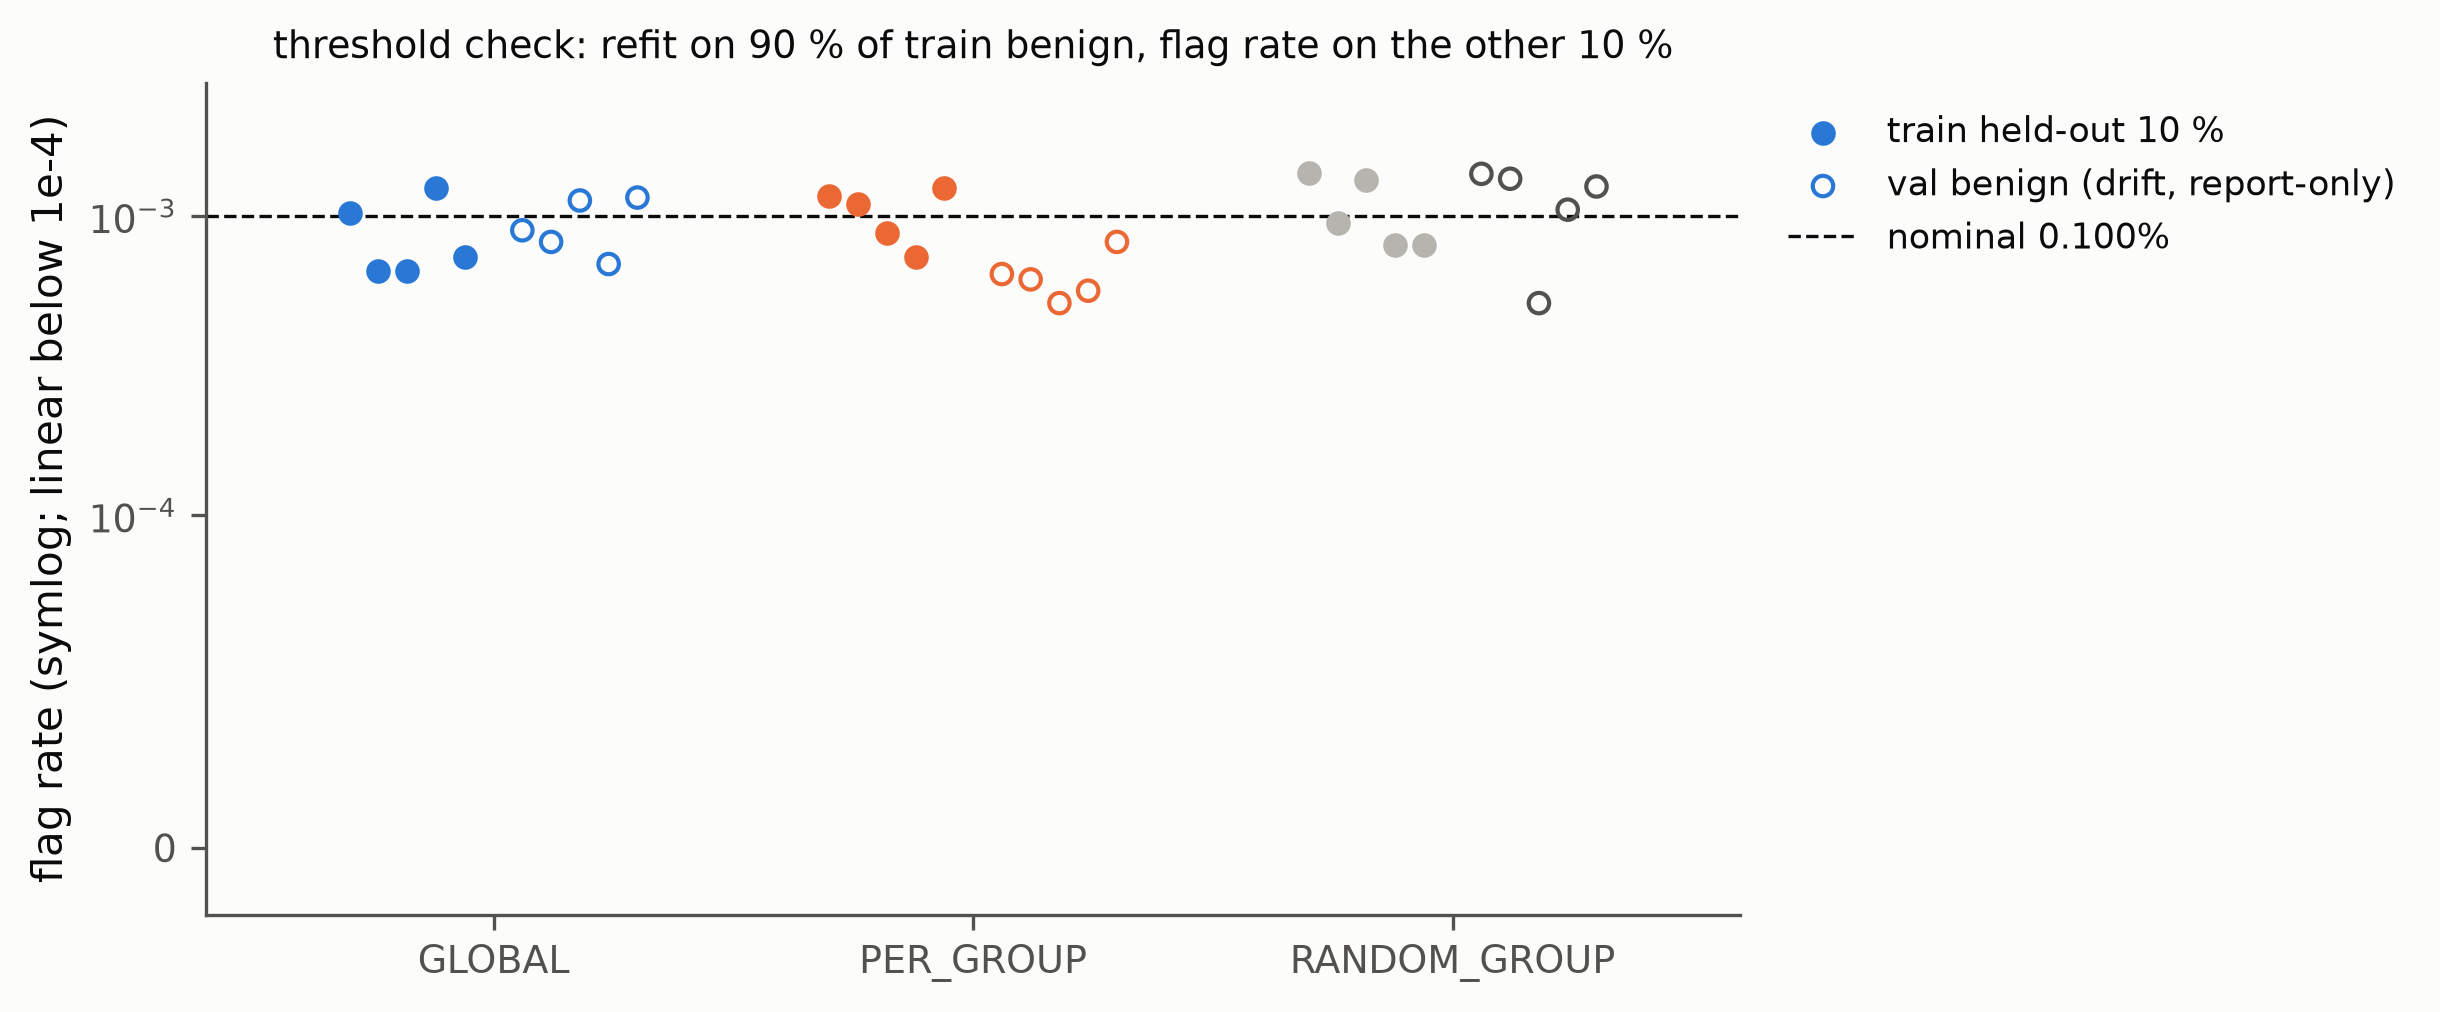 threshold check: refit on 90 % of train benign, flag rate on the other 10 %
flag rate (symlog; linear below 1e-4)
10⁻³
10⁻⁴
0
GLOBAL
PER_GROUP
RANDOM_GROUP
train held-out 10 %
val benign (drift, report-only)
nominal 0.100%